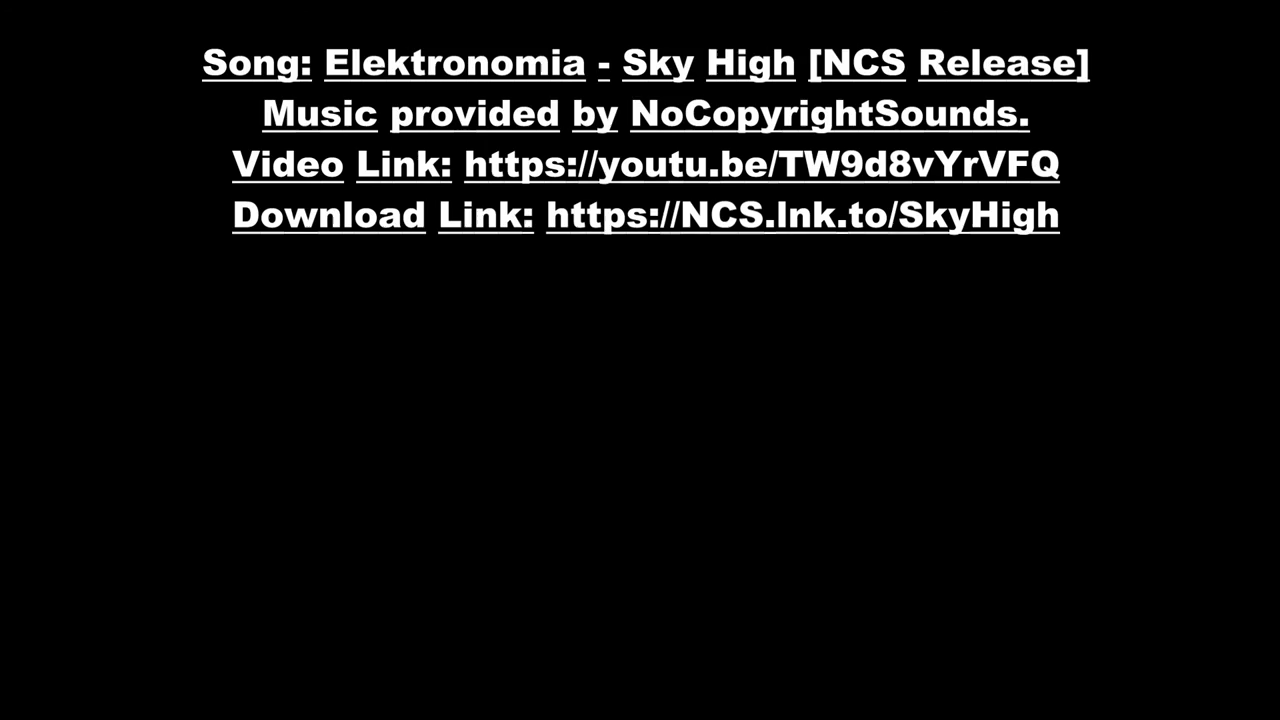 Song: Elektronomia - Sky High [NCS Release]
Music provided by NoCopyrightSounds.
Video Link: https://youtu.be/TW9d8vYrVFQ
Download Link: https://NCS.lnk.to/SkyHigh